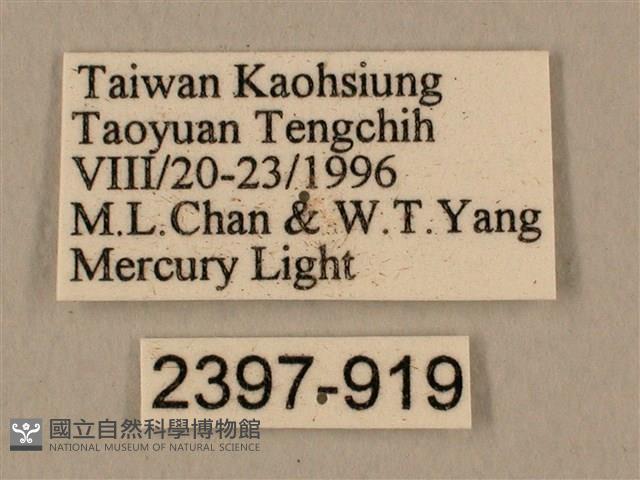 Taiwan Kaohsiung
Taoyuan Tengchih
VIII/20-23/1996
M.L.Chan & W.T.Yang
Mercury Light
2397-919
國立自然科學博物館
NATIONAL MUSEUM OF NATURAL SCIENCE